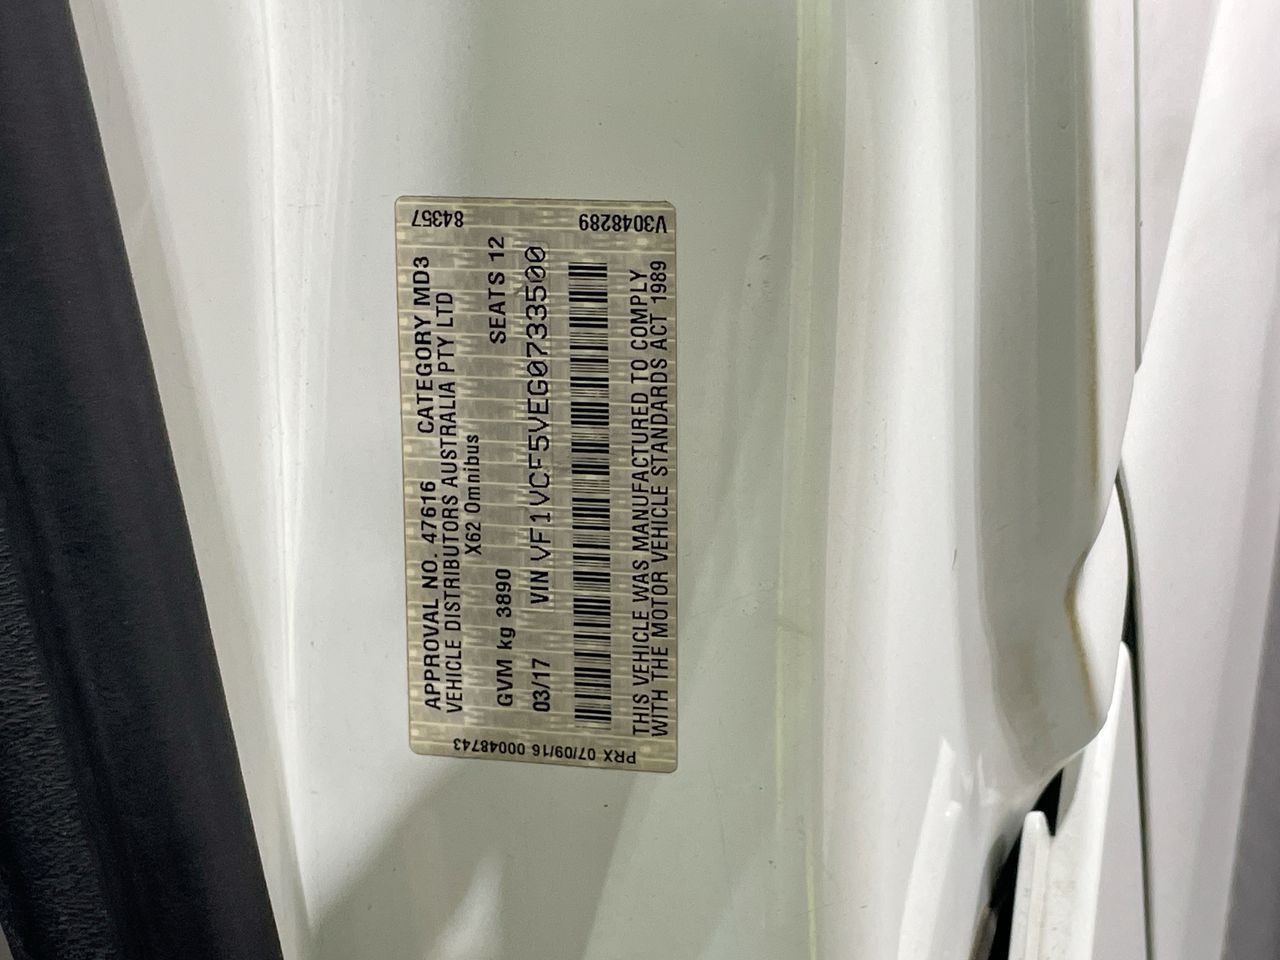 APPROVAL NO. 47616 CATEGORY MD3
VEHICLE DISTRIBUTORS AUSTRALIA PTY LTD
X62 Omnibus
GVM kg 3890 SEATS 12
03/17 VIN VF1VCF5VEG0733500
THIS VEHICLE WAS MANUFACTURED TO COMPLY
WITH THE MOTOR VEHICLE STANDARDS ACT 1989
84357
V3048289
PRX 07/09/16 00048743